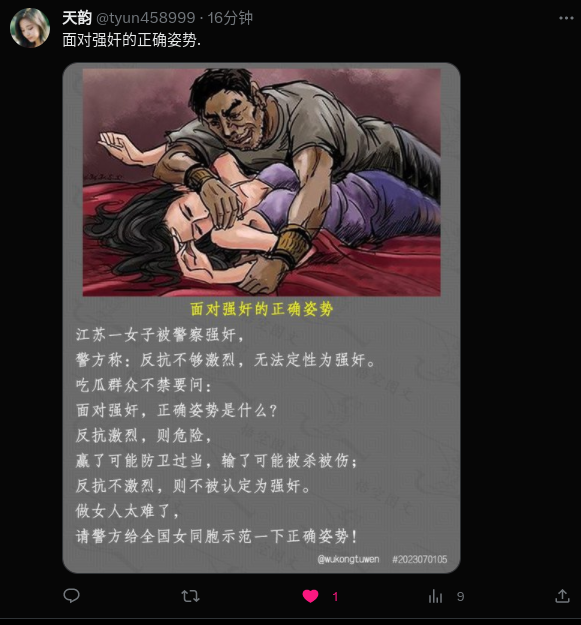 天韵 @tyun458999 · 16分钟
面对强奸的正确姿势.
面对强奸的正确姿势
江苏一女子被警察强奸，
警方称：反抗不够激烈，无法定性为强奸。
吃瓜群众不禁要问：
面对强奸，正确姿势是什么？
反抗激烈，则危险，
赢了可能防卫过当，输了可能被杀被伤；
反抗不激烈，则不被认定为强奸。
做女人太难了，
请警方给全国女同胞示范一下正确姿势！
@wukongtuwen #2023070105
1 9